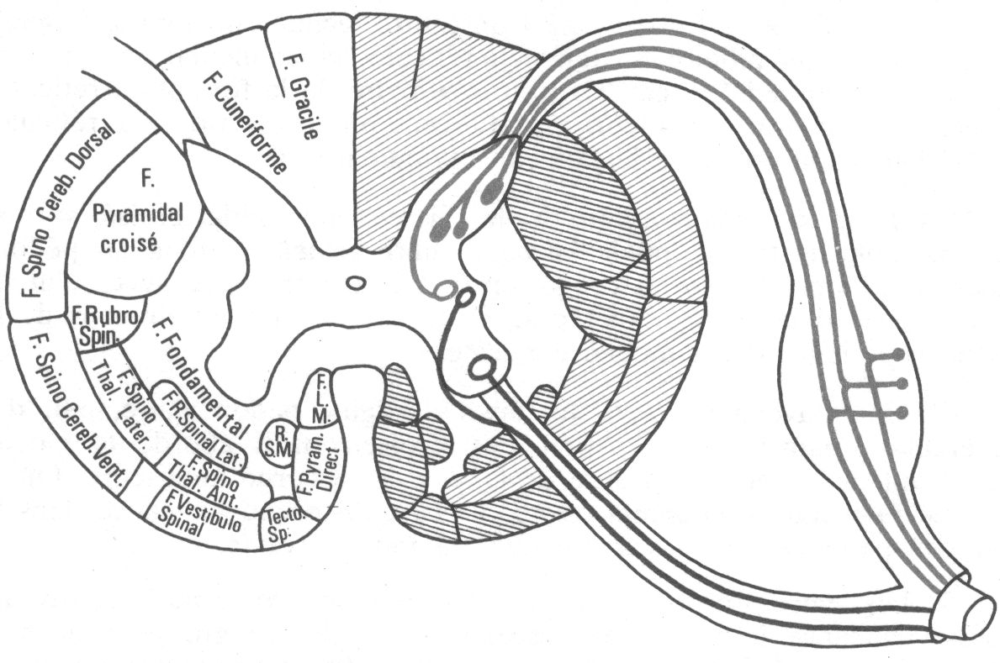 F. Gracile
F. Cuneiforme
F. Spino Cereb. Dorsal
F.
Pyramidal
croisé
F. Rubro
Spin.
F. Fondamental
F. Spino Cereb. Vent.
F. Spino
Thal. Later.
F.R.Spinal Lat.
F. Spino
Thal. Ant.
F. Vestibulo
Spinal
Tecto.
Sp.
R.
S.M.
F.
L.
M.
F. Pyram.
Direct